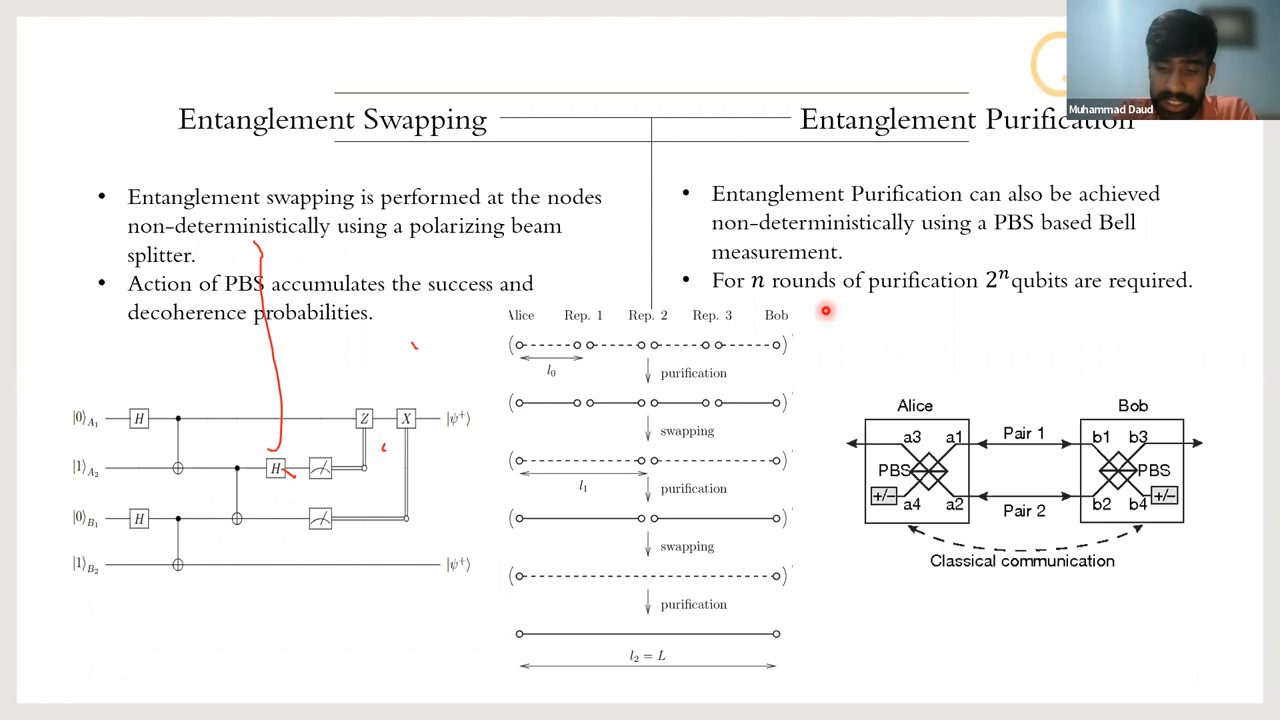 Muhammad Daud
Entanglement Swapping
Entanglement Purification
• Entanglement swapping is performed at the nodes
non-deterministically using a polarizing beam
splitter.
• Action of PBS accumulates the success and
decoherence probabilities.
• Entanglement Purification can also be achieved
non-deterministically using a PBS based Bell
measurement.
• For n rounds of purification 2ⁿ qubits are required.
|0⟩A₁ H Z X |ψ⁺⟩
|1⟩A₂ H
|0⟩B₁ H
|1⟩B₂ |ψ⁺⟩
Alice Rep. 1 Rep. 2 Rep. 3 Bob
l₀
purification
swapping
l₁
purification
swapping
purification
l₂ = L
Alice Bob
a3 a1 Pair 1 b1 b3
PBS PBS
+/- a4 a2 Pair 2 b2 b4 +/-
Classical communication